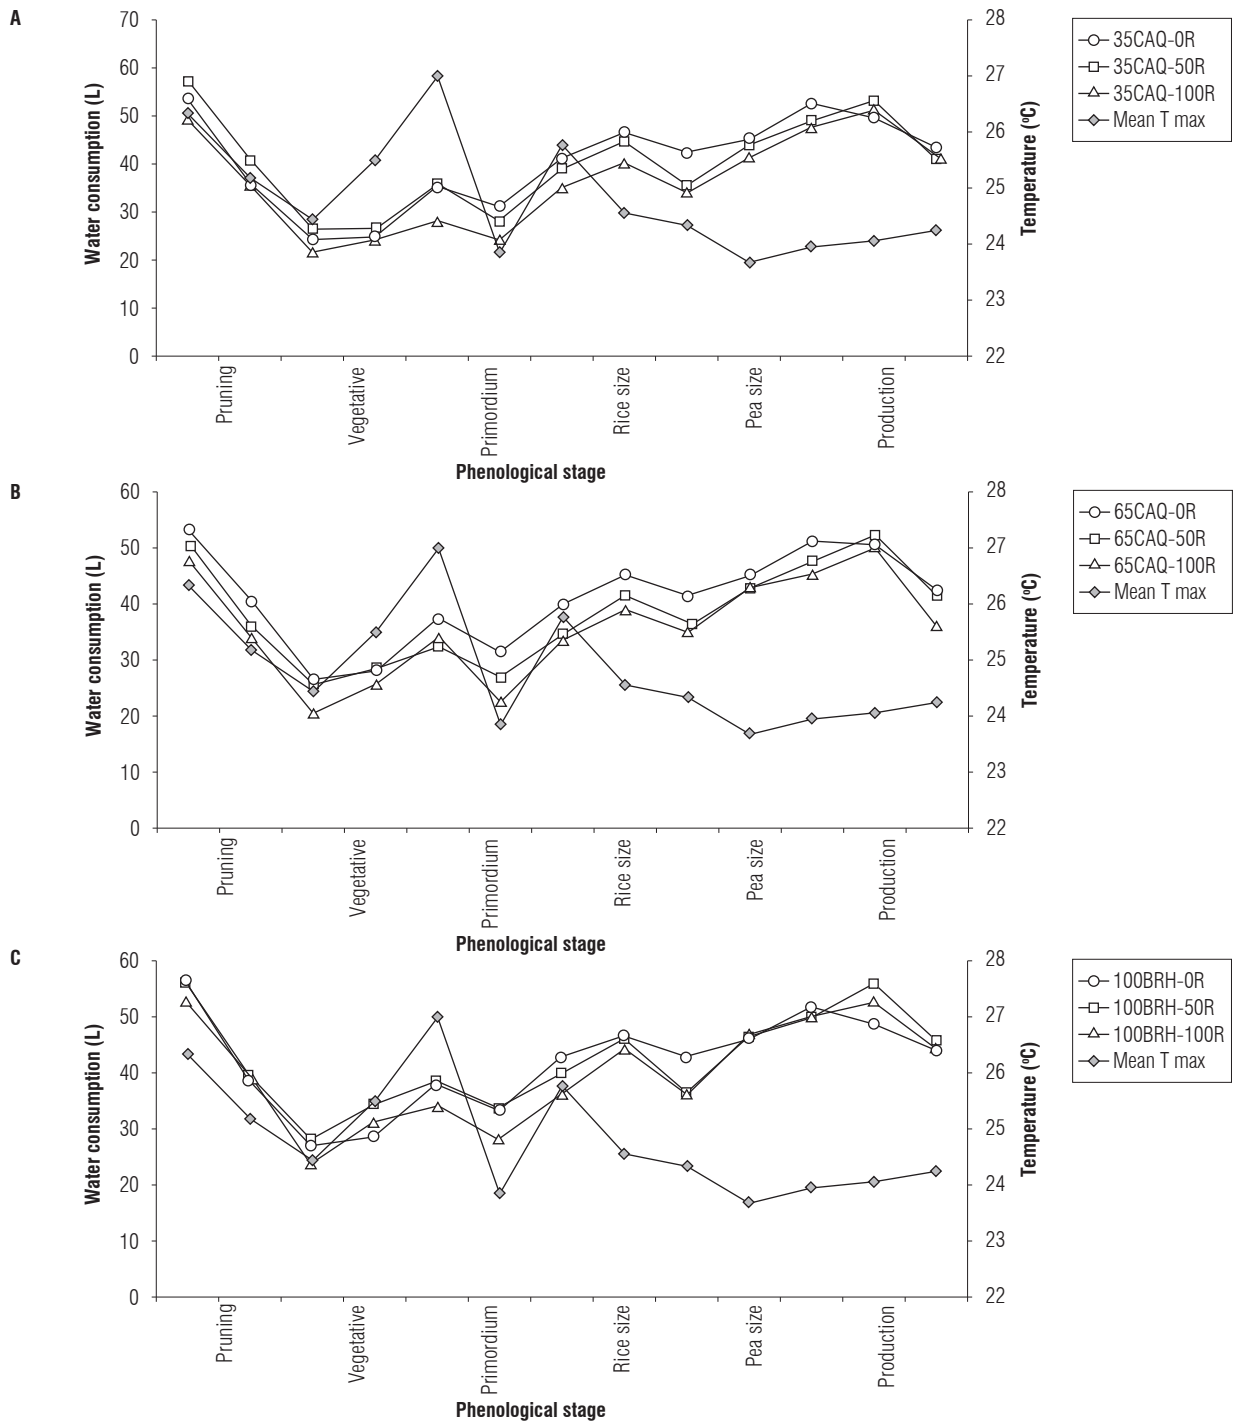 A
70
60
50
40
30
20
10
0
Water consumption (L)
28
27
26
25
24
23
22
Temperature (ºC)
35CAQ-0R
35CAQ-50R
35CAQ-100R
Mean T max
Pruning
Vegetative
Primordium
Rice size
Pea size
Production
Phenological stage
B
60
50
40
30
20
10
0
Water consumption (L)
28
27
26
25
24
23
22
Temperature (ºC)
65CAQ-0R
65CAQ-50R
65CAQ-100R
Mean T max
Pruning
Vegetative
Primordium
Rice size
Pea size
Production
Phenological stage
C
60
50
40
30
20
10
0
Water consumption (L)
28
27
26
25
24
23
22
Temperature (ºC)
100BRH-0R
100BRH-50R
100BRH-100R
Mean T max
Pruning
Vegetative
Primordium
Rice size
Pea size
Production
Phenological stage